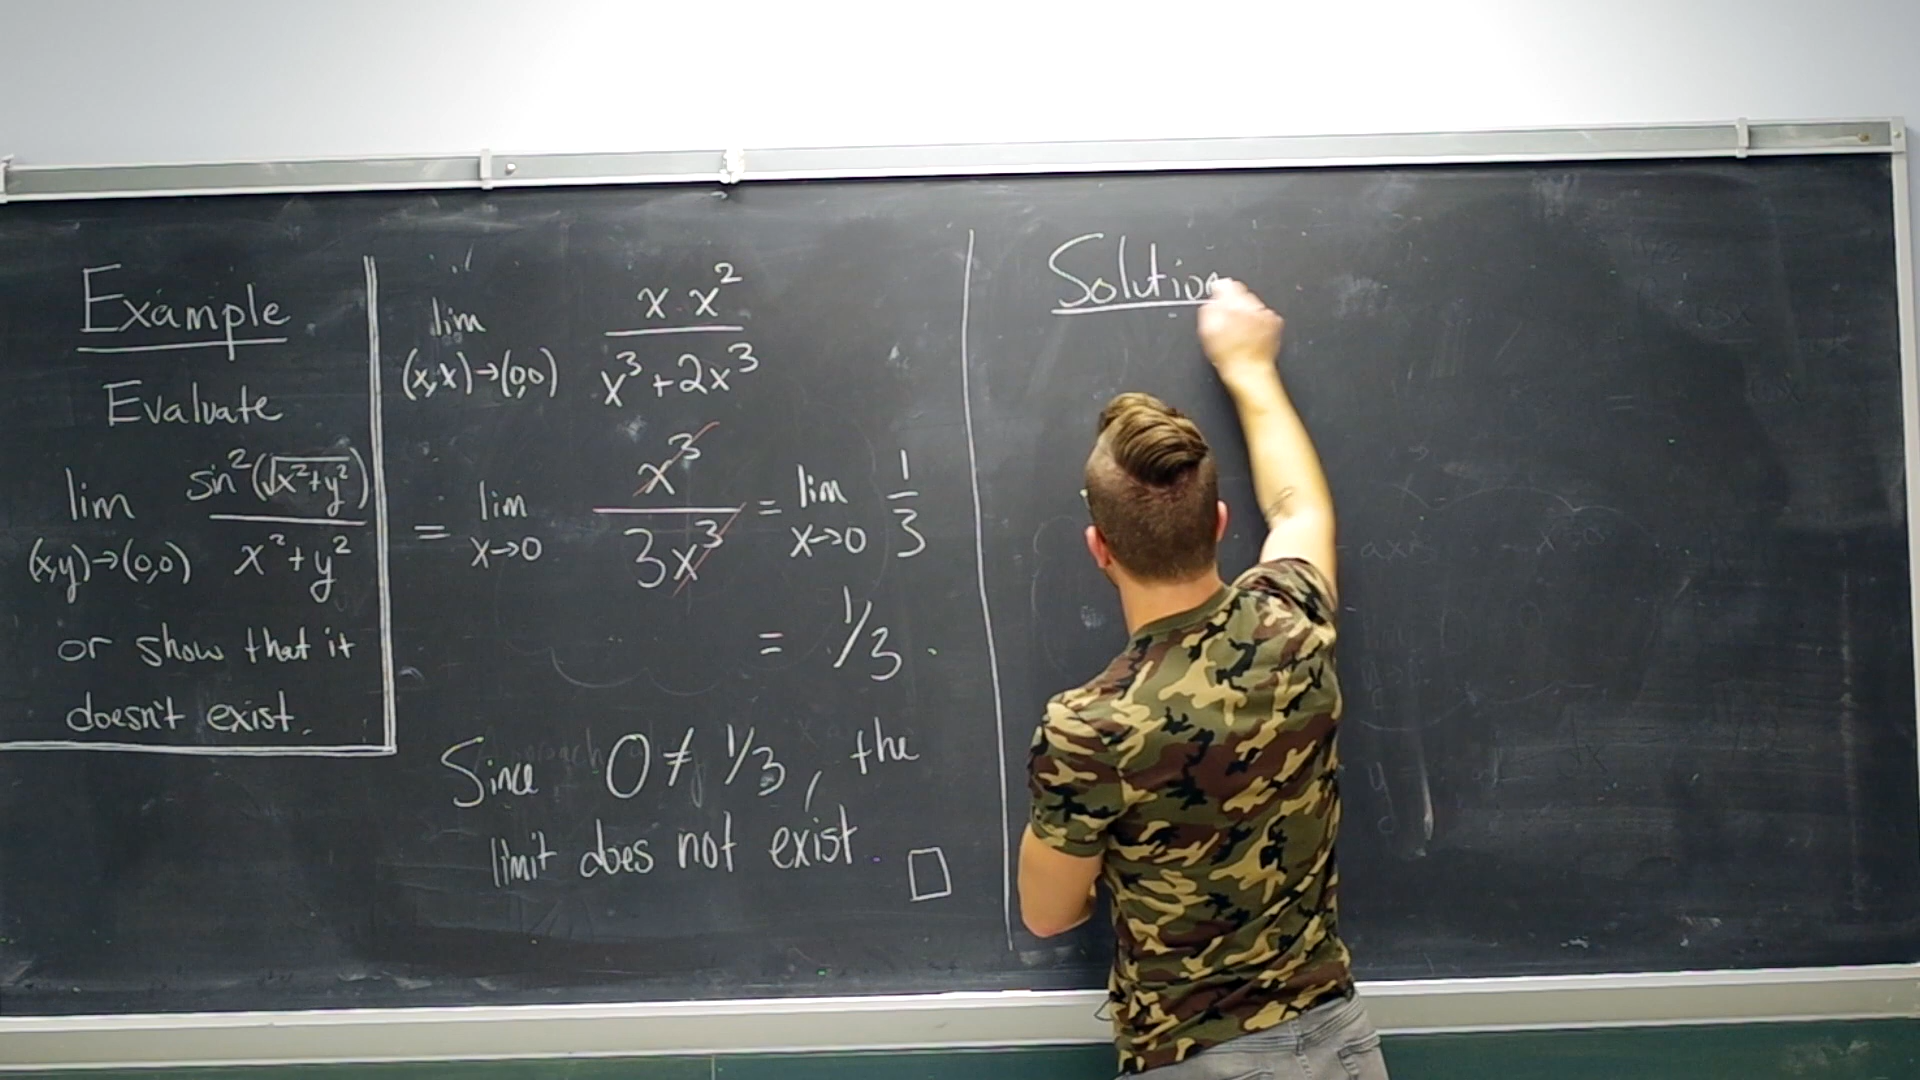 Example
Evaluate
lim sin²(√x²+y²)
(x,y)→(0,0) x²+y²
or show that it
doesn't exist.
lim x·x²
(x,x)→(0,0) x³+2x³
= lim x³ = lim 1
x→0 3x³ x→0 3
= 1/3.
Since 0 ≠ 1/3, the
limit does not exist. □
Solution